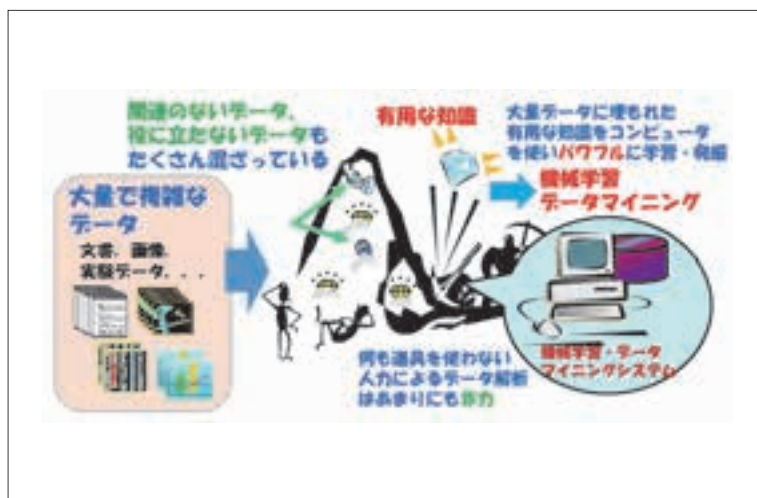 関連のないデータ、
役に立たないデータも
たくさん混ざっている
有用な知識
大量データに埋もれた
有用な知識をコンピュータ
を使いパワフルに学習・発掘
機械学習
データマイニング
大量で複雑な
データ
文書、画像、
実験データ、．．
何も道具を使わない
人力によるデータ解析
はあまりにも非力
機械学習・データ
マイニングシステム